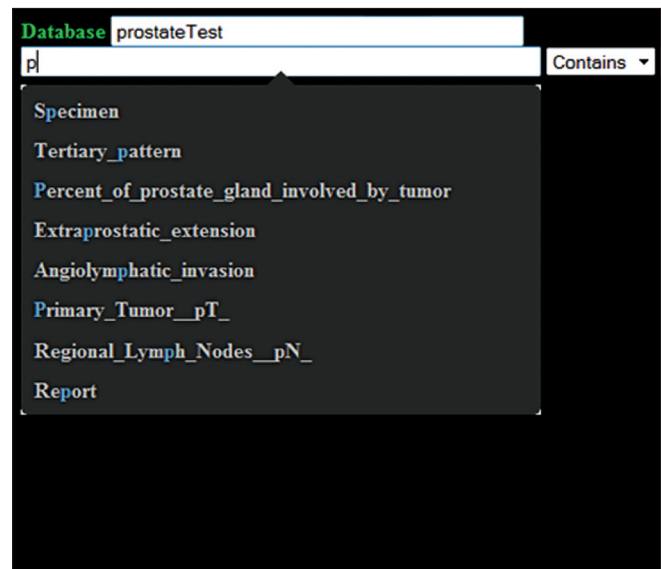 Database prostateTest
p Contains
Specimen
Tertiary_pattern
Percent_of_prostate_gland_involved_by_tumor
Extraprostatic_extension
Angiolymphatic_invasion
Primary_Tumor__pT_
Regional_Lymph_Nodes__pN_
Report